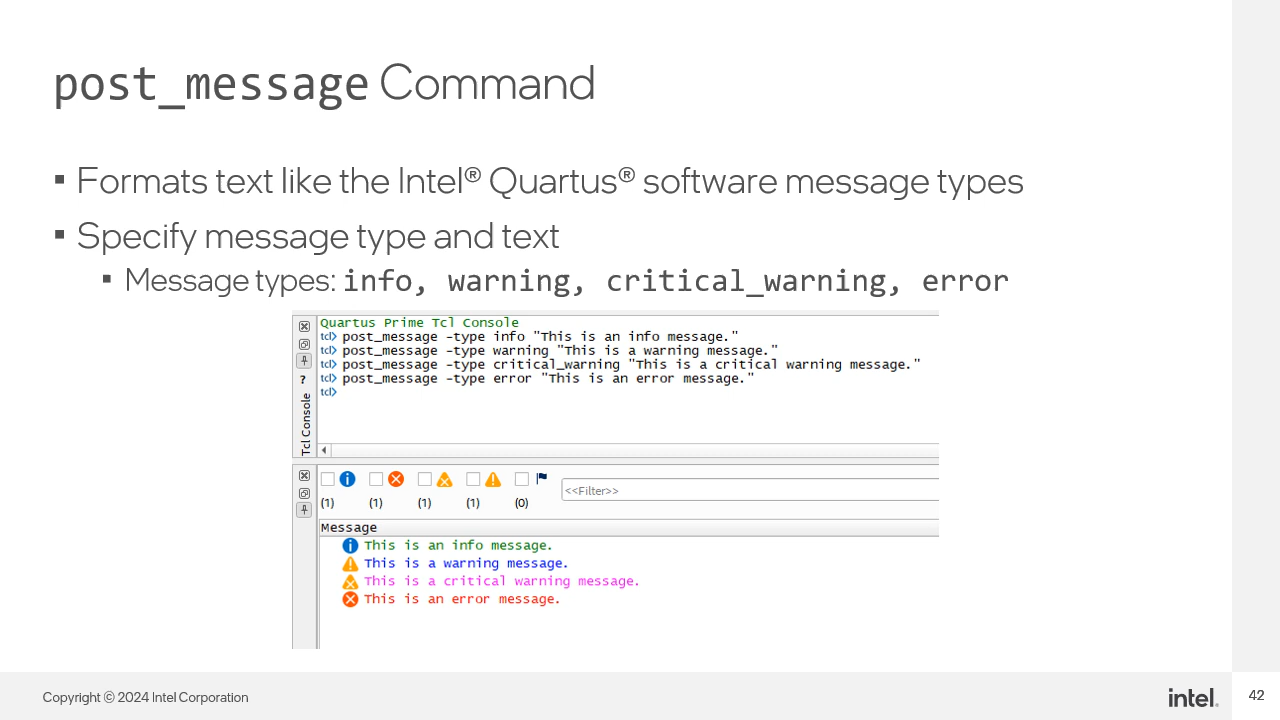 post_message Command
▪ Formats text like the Intel® Quartus® software message types
▪ Specify message type and text
▪ Message types: info, warning, critical_warning, error
Quartus Prime Tcl Console
tcl> post_message -type info "This is an info message."
tcl> post_message -type warning "This is a warning message."
tcl> post_message -type critical_warning "This is a critical warning message."
tcl> post_message -type error "This is an error message."
tcl>
?
Tcl Console
<<Filter>>
(1) (1) (1) (1) (0)
Message
This is an info message.
This is a warning message.
This is a critical warning message.
This is an error message.
Copyright © 2024 Intel Corporation
intel.
42